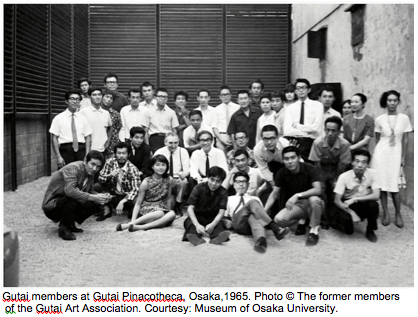 Gutai members at Gutai Pinacotheca, Osaka,1965. Photo © The former members
of the Gutai Art Association. Courtesy: Museum of Osaka University.